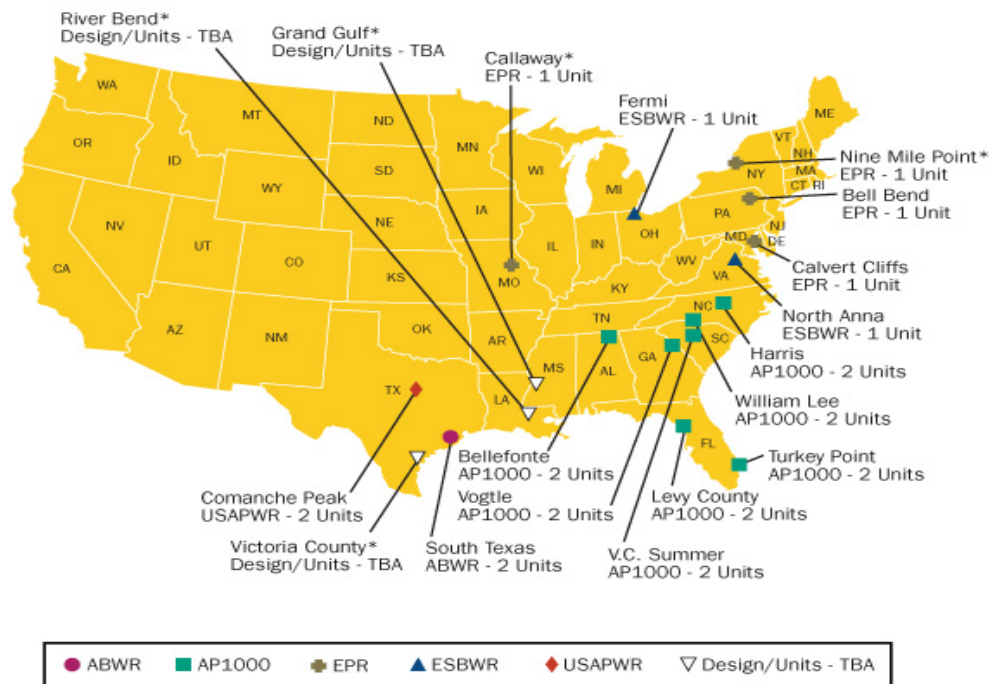 River Bend*
Design/Units - TBA
Grand Gulf*
Design/Units - TBA
Callaway*
EPR - 1 Unit
Fermi
ESBWR - 1 Unit
Nine Mile Point*
EPR - 1 Unit
Bell Bend
EPR - 1 Unit
Calvert Cliffs
EPR - 1 Unit
North Anna
ESBWR - 1 Unit
Harris
AP1000 - 2 Units
William Lee
AP1000 - 2 Units
Turkey Point
AP1000 - 2 Units
Levy County
AP1000 - 2 Units
V.C. Summer
AP1000 - 2 Units
Bellefonte
AP1000 - 2 Units
Vogtle
AP1000 - 2 Units
South Texas
ABWR - 2 Units
Victoria County*
Design/Units - TBA
Comanche Peak
USAPWR - 2 Units
WA
OR
ID
MT
ND
MN
SD
WY
NV
UT
CA
CO
NE
IA
WI
MI
KS
MO
IL
IN
OH
PA
NY
VT
NH
ME
MA
CT
RI
NJ
DE
MD
WV
VA
KY
TN
NC
SC
GA
AL
MS
AR
LA
OK
TX
NM
AZ
FL
ABWR
AP1000
EPR
ESBWR
USAPWR
Design/Units - TBA